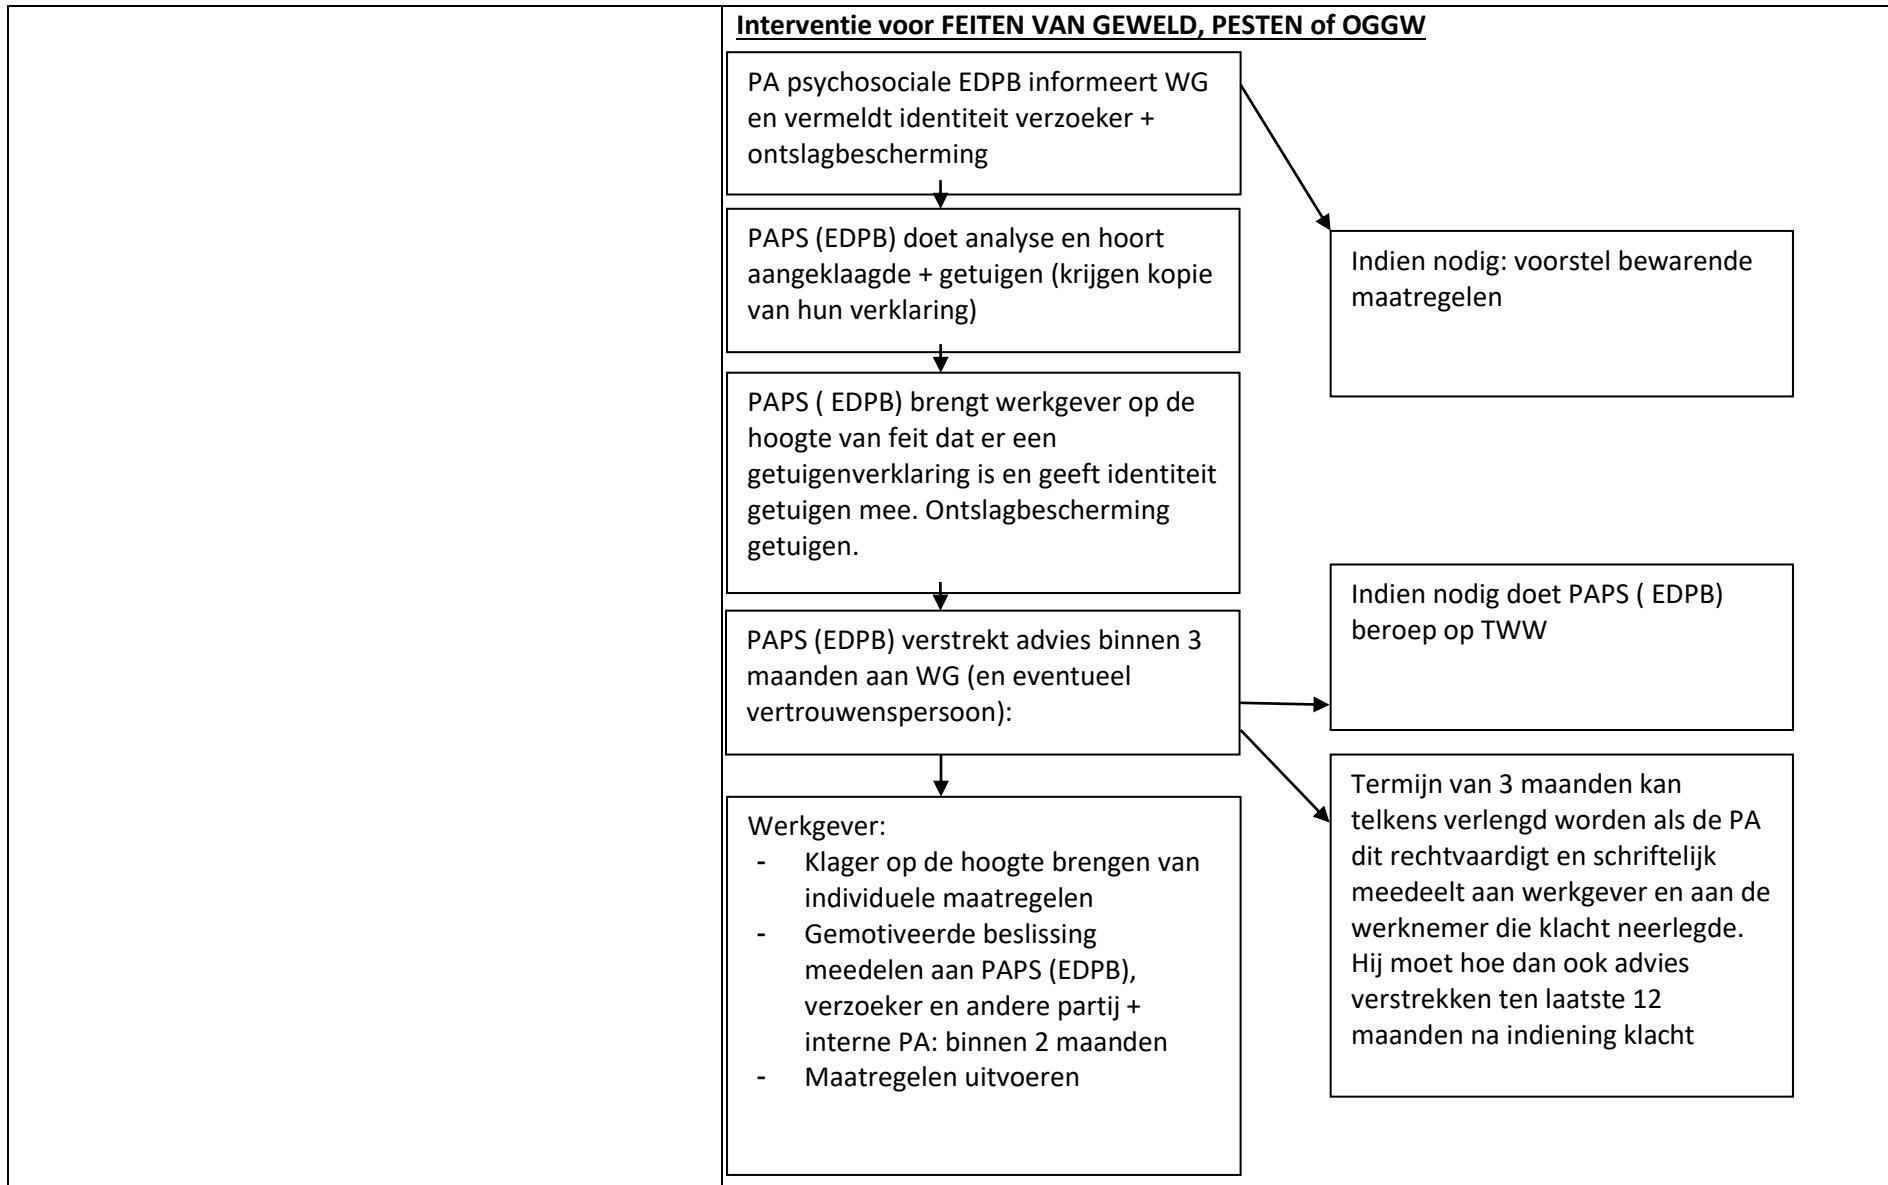 Interventie voor FEITEN VAN GEWELD, PESTEN of OGGW
PA psychosociale EDPB informeert WG
en vermeldt identiteit verzoeker +
ontslagbescherming
PAPS (EDPB) doet analyse en hoort
aangeklaagde + getuigen (krijgen kopie
van hun verklaring)
Indien nodig: voorstel bewarende
maatregelen
PAPS ( EDPB) brengt werkgever op de
hoogte van feit dat er een
getuigenverklaring is en geeft identiteit
getuigen mee. Ontslagbescherming
getuigen.
Indien nodig doet PAPS ( EDPB)
beroep op TWW
PAPS (EDPB) verstrekt advies binnen 3
maanden aan WG (en eventueel
vertrouwenspersoon):
Termijn van 3 maanden kan
telkens verlengd worden als de PA
dit rechtvaardigt en schriftelijk
meedeelt aan werkgever en aan de
werknemer die klacht neerlegde.
Hij moet hoe dan ook advies
verstrekken ten laatste 12
maanden na indiening klacht
Werkgever:
- Klager op de hoogte brengen van
individuele maatregelen
- Gemotiveerde beslissing
meedelen aan PAPS (EDPB),
verzoeker en andere partij +
interne PA: binnen 2 maanden
- Maatregelen uitvoeren